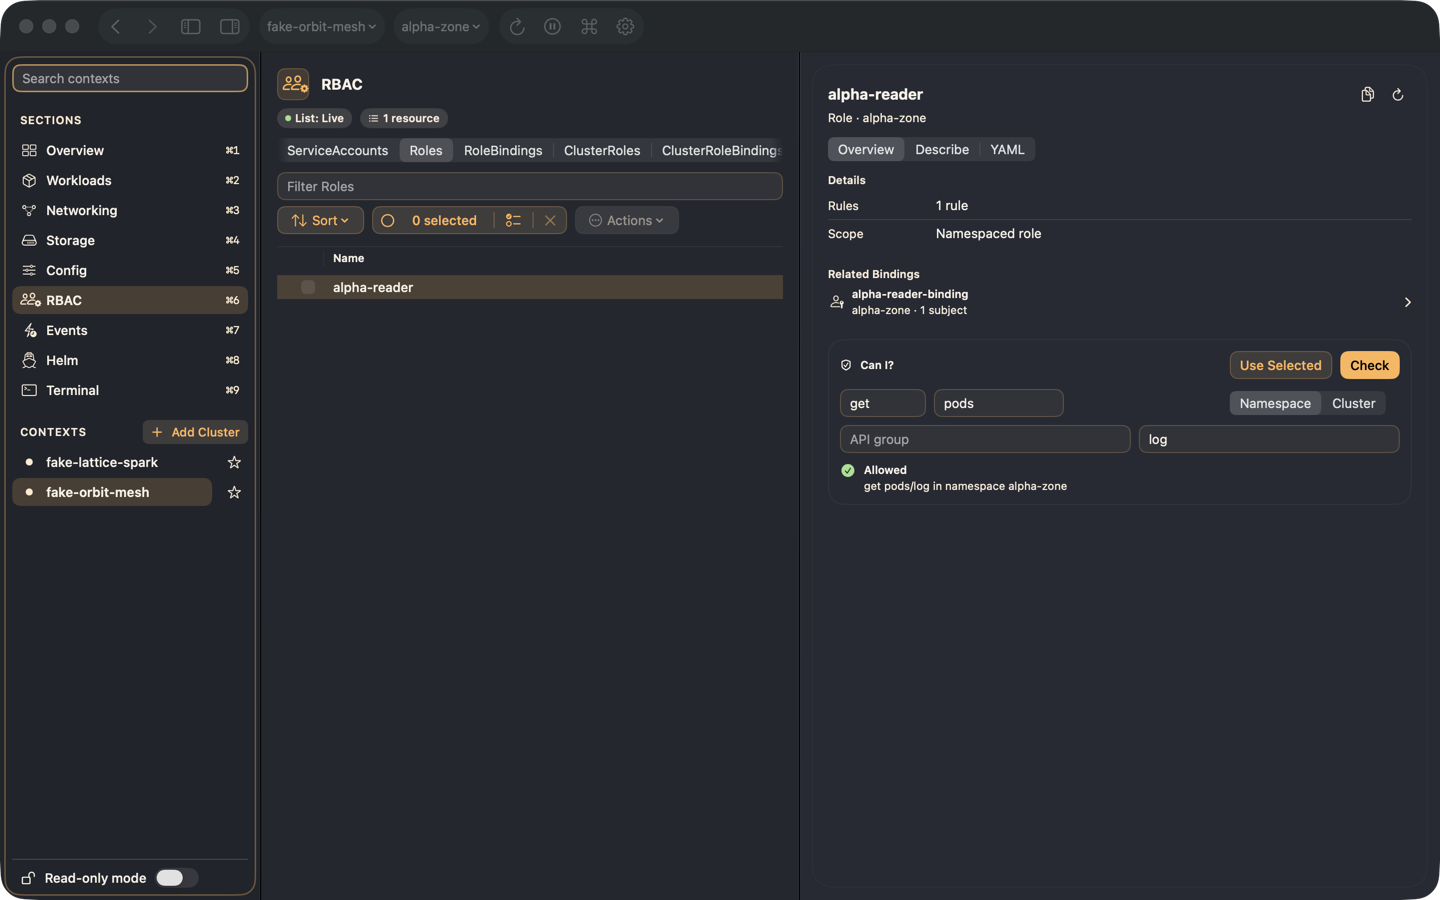 fake-orbit-mesh
alpha-zone
Search contexts
SECTIONS
Overview ⌘1
Workloads ⌘2
Networking ⌘3
Storage ⌘4
Config ⌘5
RBAC ⌘6
Events ⌘7
Helm ⌘8
Terminal ⌘9
CONTEXTS + Add Cluster
fake-lattice-spark
fake-orbit-mesh
Read-only mode
RBAC
List: Live 1 resource
ServiceAccounts Roles RoleBindings ClusterRoles ClusterRoleBindings
Filter Roles
Sort 0 selected Actions
Name
alpha-reader
alpha-reader
Role · alpha-zone
Overview Describe YAML
Details
Rules 1 rule
Scope Namespaced role
Related Bindings
alpha-reader-binding
alpha-zone · 1 subject
Can I? Use Selected Check
get pods Namespace Cluster
API group log
Allowed
get pods/log in namespace alpha-zone